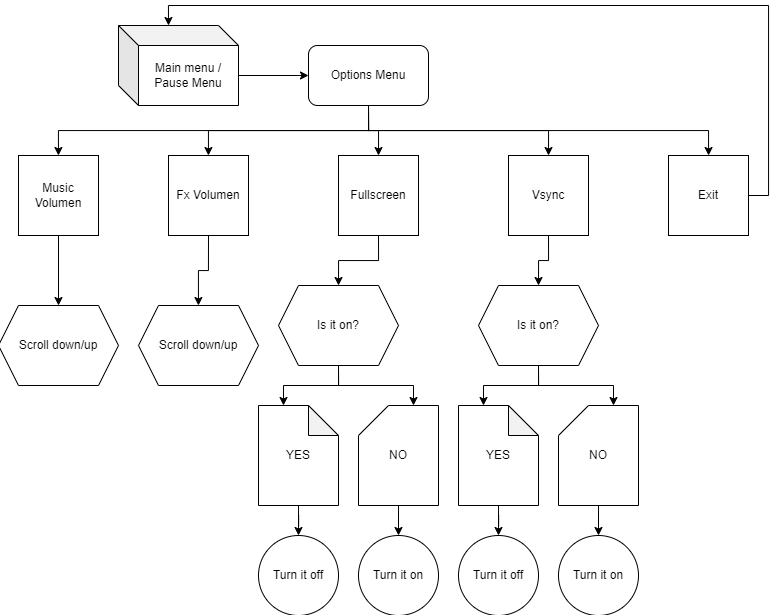 Main menu /
Pause Menu
Options Menu
Music
Volumen
Fx Volumen
Fullscreen
Vsync
Exit
Scroll down/up
Scroll down/up
Is it on?
Is it on?
YES
NO
YES
NO
Turn it off
Turn it on
Turn it off
Turn it on